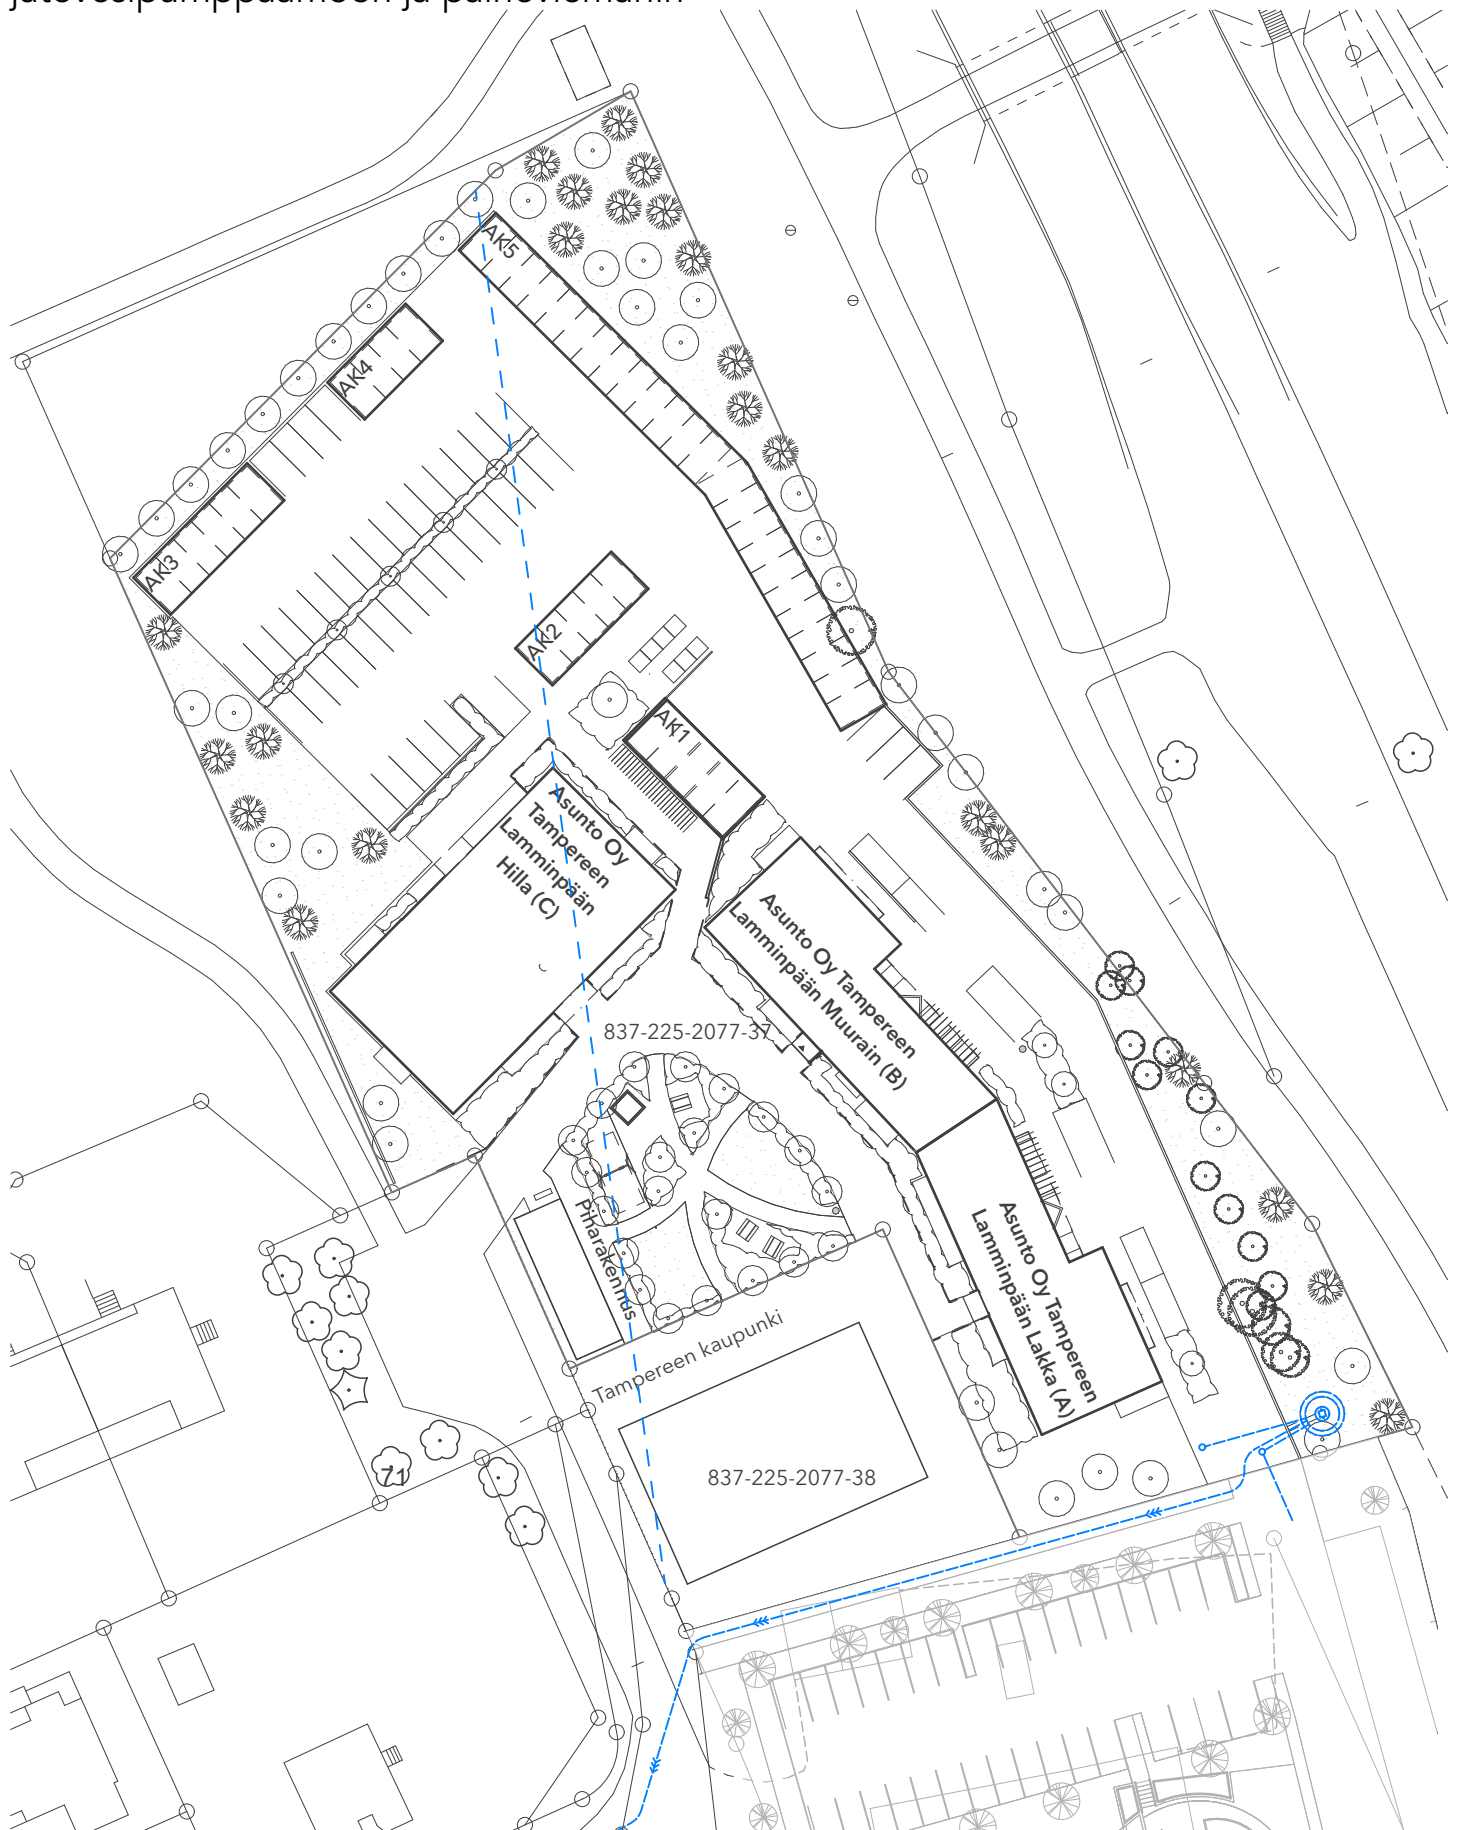 jätevesipumppaamoon ja paineviemäriin
AK5
AK4
AK3
AK2
AK1
Asunto Oy
Tampereen
Lamminpään
Hilla (C)
Asunto Oy Tampereen
Lamminpään Muurain (B)
837-225-2077-37
Piharakennus
Asunto Oy Tampereen
Lamminpään Lakka (A)
Tampereen kaupunki
71
837-225-2077-38